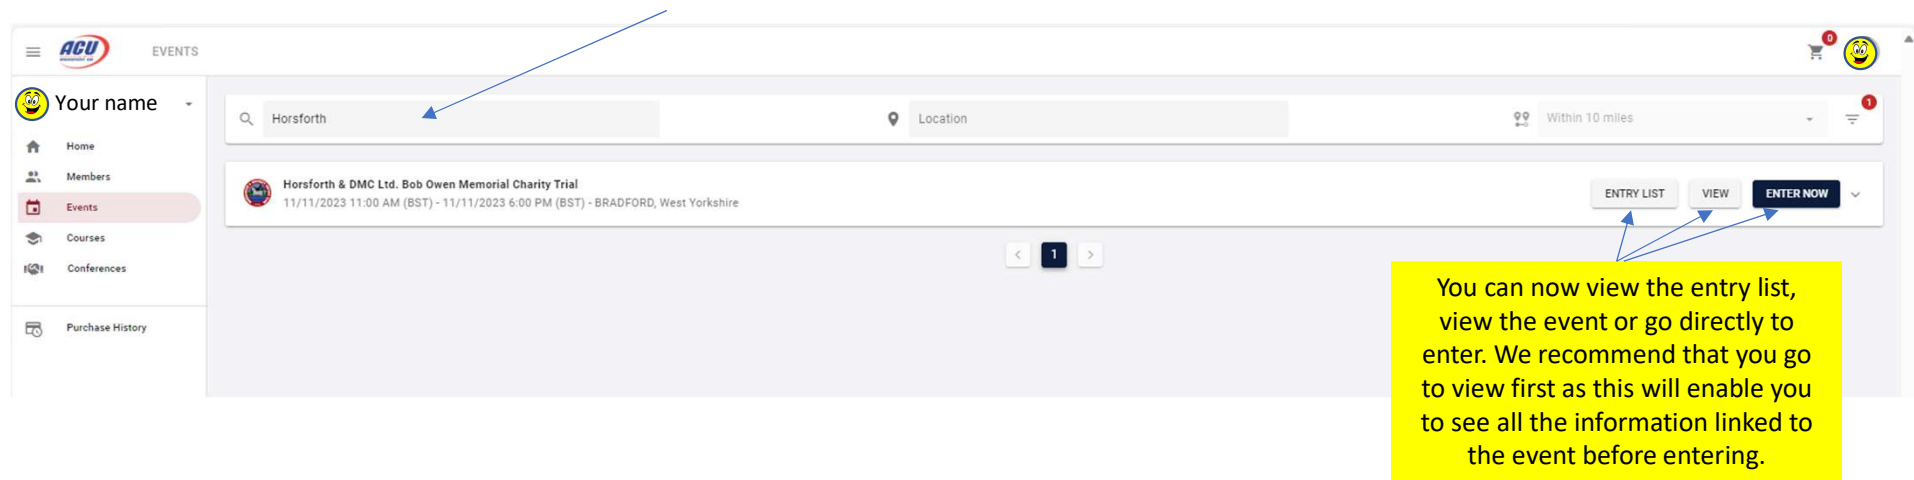 ACU
EVENTS
0
Your name
Horsforth
Location
Within 10 miles
1
Home
Members
Events
Courses
Conferences
Purchase History
Horsforth & DMC Ltd. Bob Owen Memorial Charity Trial
11/11/2023 11:00 AM (BST) - 11/11/2023 6:00 PM (BST) - BRADFORD, West Yorkshire
ENTRY LIST
VIEW
ENTER NOW
< 1 >
You can now view the entry list,
view the event or go directly to
enter. We recommend that you go
to view first as this will enable you
to see all the information linked to
the event before entering.